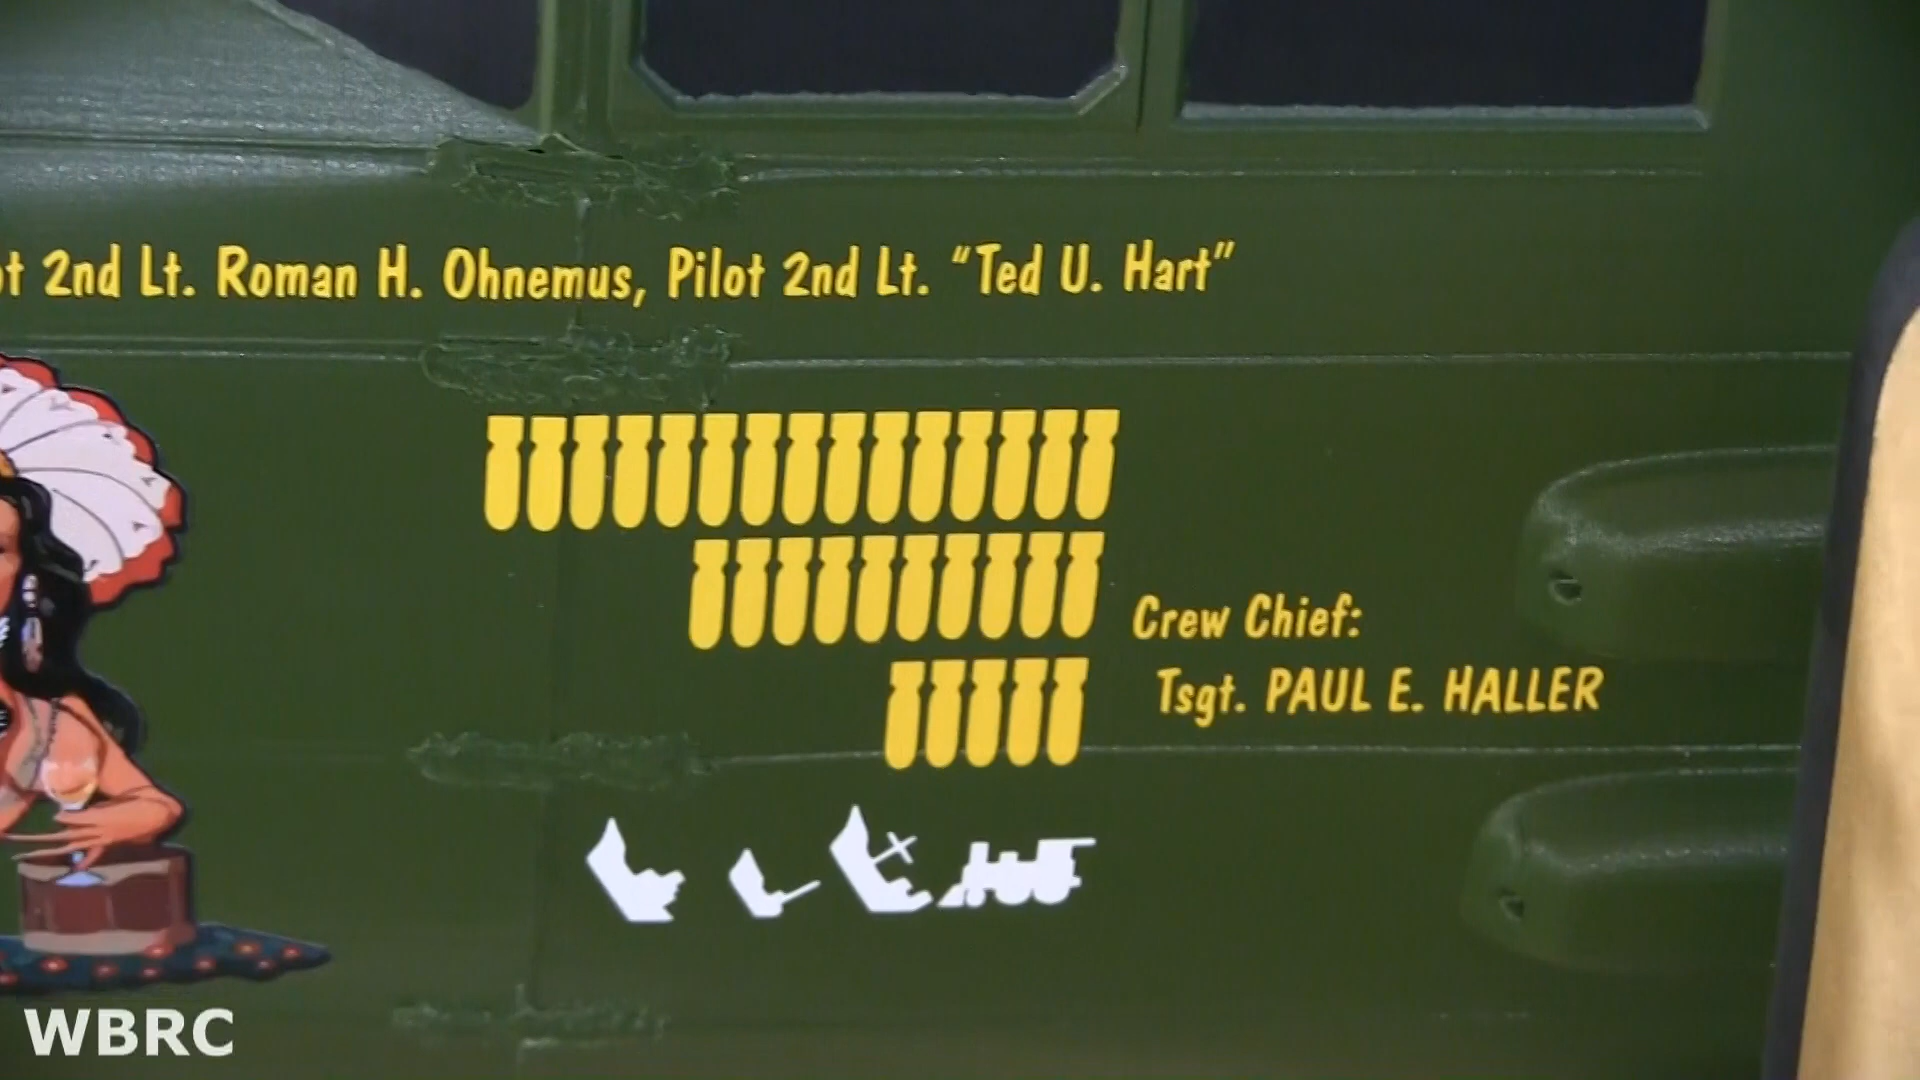 2nd Lt. Roman H. Ohnemus, Pilot 2nd Lt. “Ted U. Hart”
Crew Chief:
Tsgt. PAUL E. HALLER
WBRC